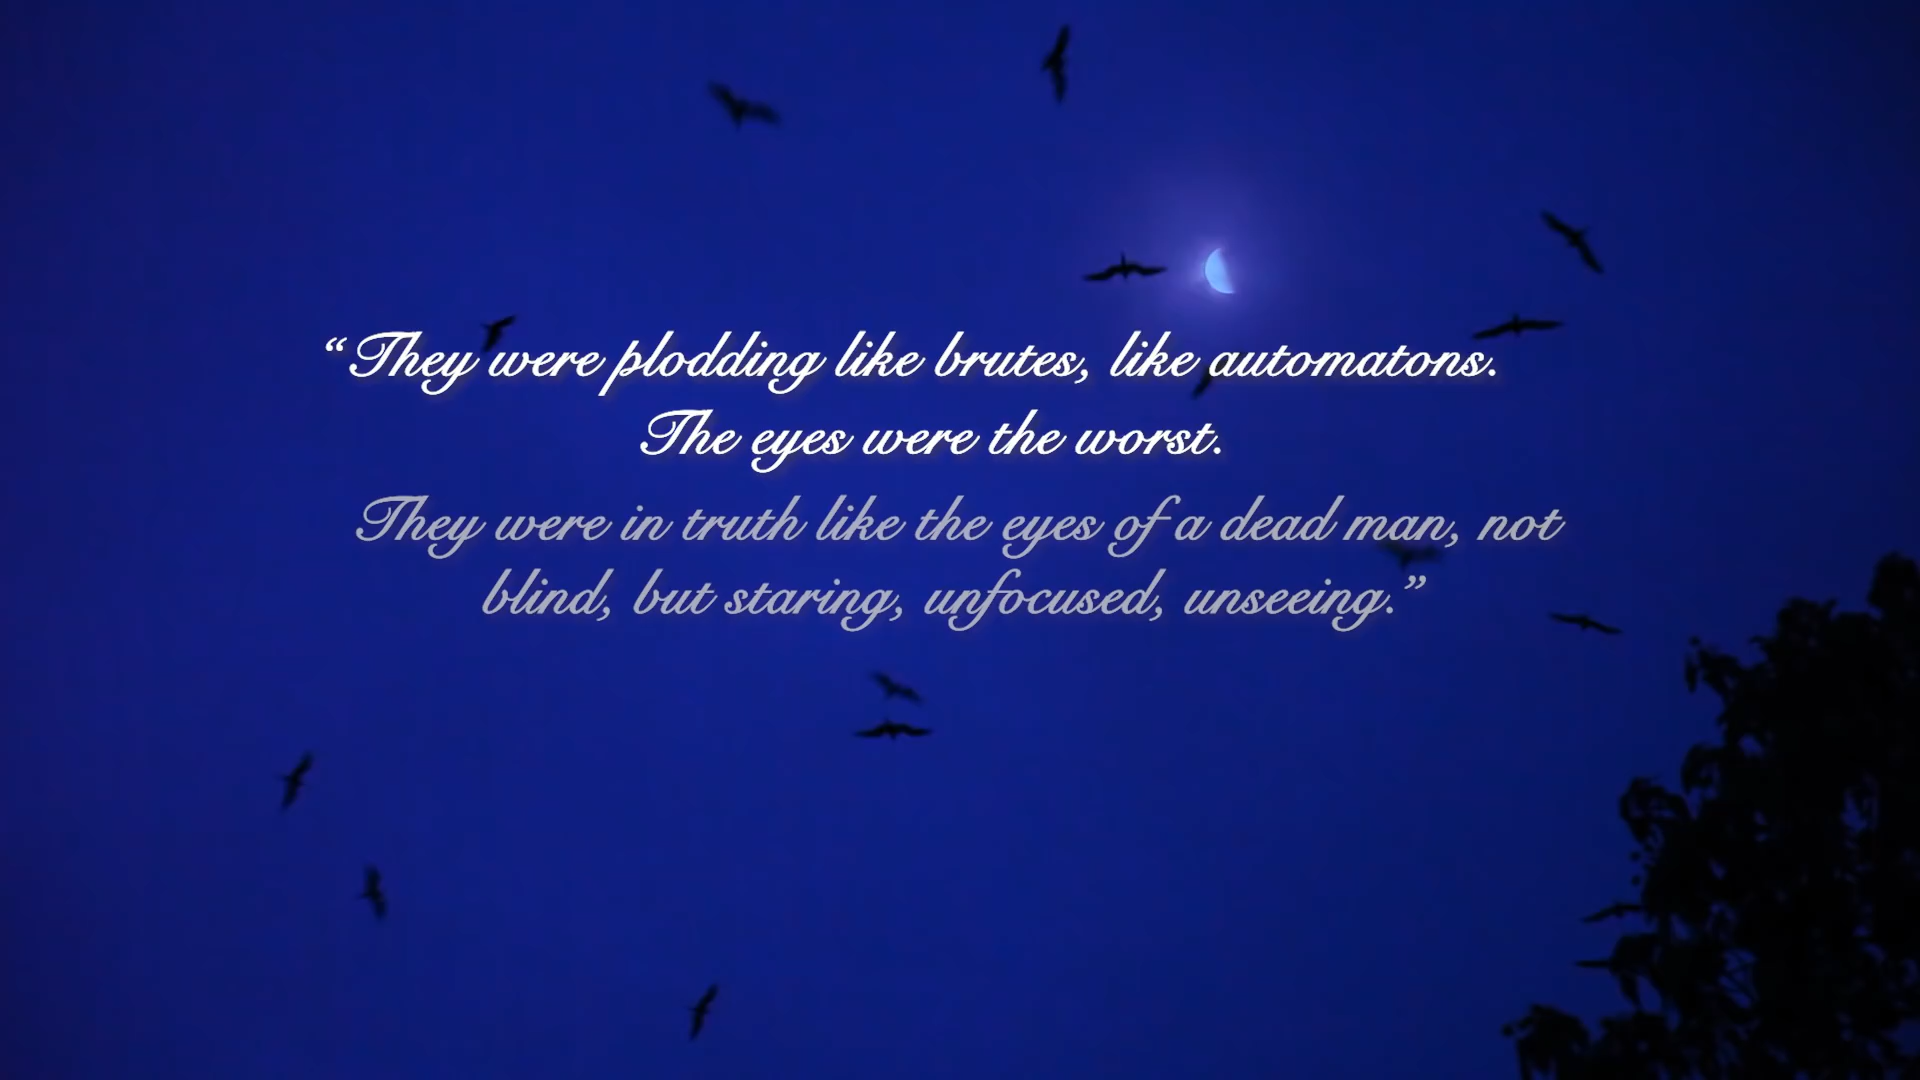 “They were plodding like brutes, like automatons.
The eyes were the worst.
They were in truth like the eyes of a dead man, not
blind, but staring, unfocused, unseeing.”